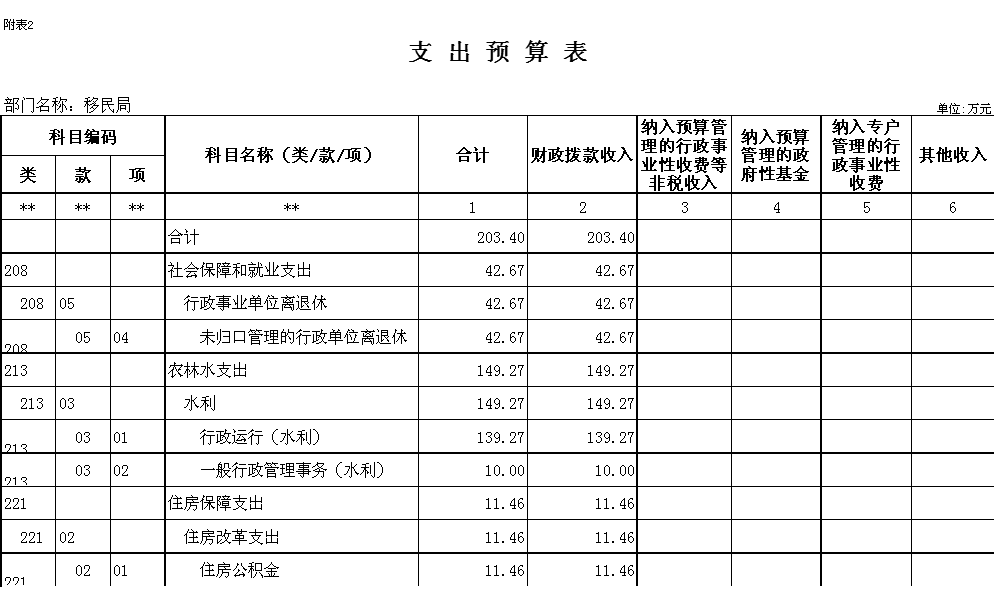 附表2
支 出 预 算 表
部门名称：移民局 单位:万元
科目编码 科目名称（类/款/项） 合计 财政拨款收入 纳入预算管理的行政事业性收费等非税收入 纳入预算管理的政府性基金 纳入专户管理的行政事业性收费 其他收入
类 款 项
** ** ** ** 1 2 3 4 5 6
合计 203.40 203.40
208 社会保障和就业支出 42.67 42.67
208 05 行政事业单位离退休 42.67 42.67
208 05 04 未归口管理的行政单位离退休 42.67 42.67
213 农林水支出 149.27 149.27
213 03 水利 149.27 149.27
213 03 01 行政运行（水利） 139.27 139.27
213 03 02 一般行政管理事务（水利） 10.00 10.00
221 住房保障支出 11.46 11.46
221 02 住房改革支出 11.46 11.46
221 02 01 住房公积金 11.46 11.46